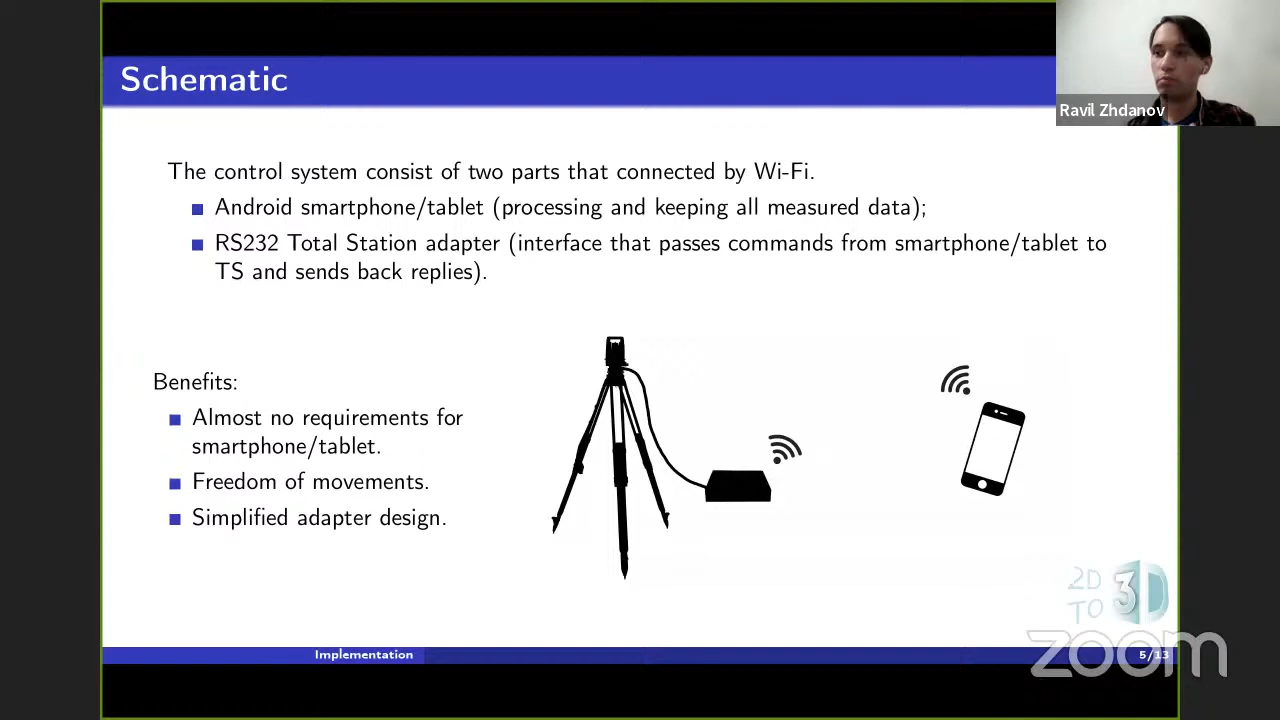 Schematic
Ravil Zhdanov
The control system consist of two parts that connected by Wi-Fi.
Android smartphone/tablet (processing and keeping all measured data);
RS232 Total Station adapter (interface that passes commands from smartphone/tablet to
TS and sends back replies).
Benefits:
Almost no requirements for
smartphone/tablet.
Freedom of movements.
Simplified adapter design.
2D
TO 3D
zoom
Implementation
5/13